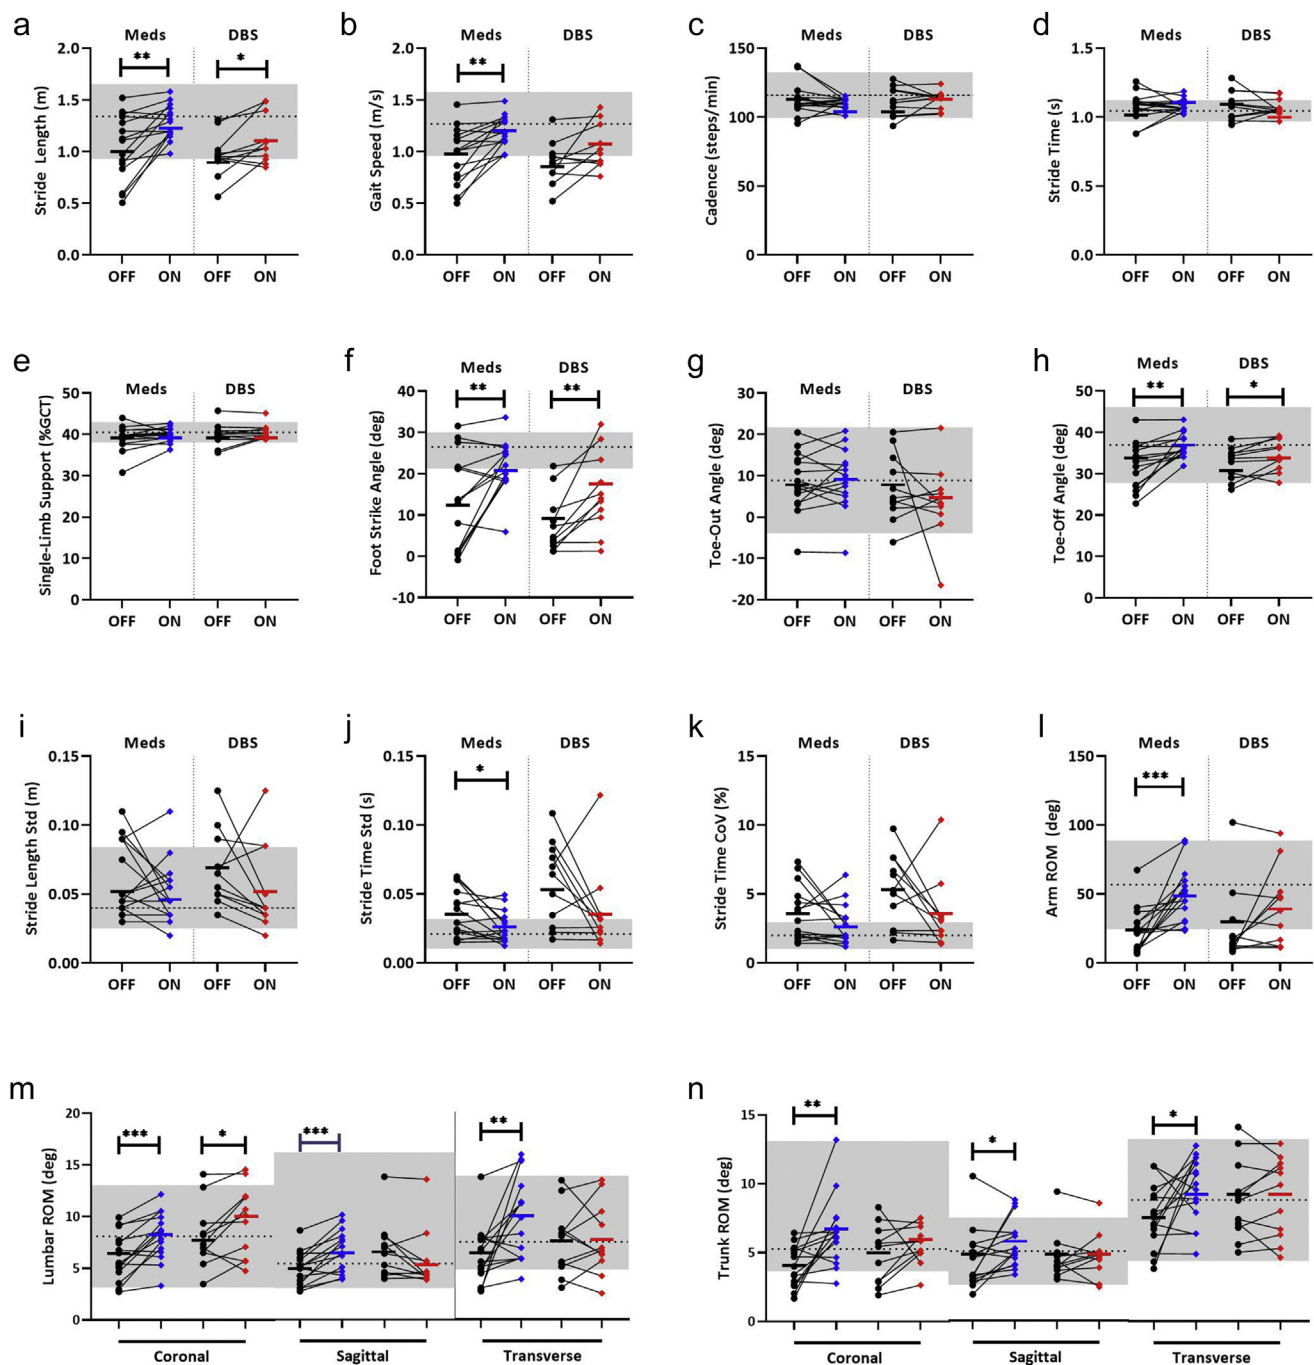 a
Meds DBS
** *
Stride Length (m)
2.0
1.5
1.0
0.5
0.0
OFF ON OFF ON
b
Meds DBS
**
Gait Speed (m/s)
2.0
1.5
1.0
0.5
0.0
OFF ON OFF ON
c
Meds DBS
Cadence (steps/min)
150
100
50
0
OFF ON OFF ON
d
Meds DBS
Stride Time (s)
1.5
1.0
0.5
0.0
OFF ON OFF ON
e
Meds DBS
Single-Limb Support (%GCT)
50
40
30
20
10
0
OFF ON OFF ON
f
Meds DBS
** **
Foot Strike Angle (deg)
40
30
20
10
0
-10
OFF ON OFF ON
g
Meds DBS
Toe-Out Angle (deg)
30
20
10
0
-10
-20
OFF ON OFF ON
h
Meds DBS
** *
Toe-Off Angle (deg)
50
40
30
20
10
0
OFF ON OFF ON
i
Meds DBS
Stride Length Std (m)
0.15
0.10
0.05
0.00
OFF ON OFF ON
j
Meds DBS
*
Stride Time Std (s)
0.15
0.10
0.05
0.00
OFF ON OFF ON
k
Meds DBS
Stride Time CoV (%)
15
10
5
0
OFF ON OFF ON
l
Meds DBS
***
Arm ROM (deg)
150
100
50
0
OFF ON OFF ON
m
*** * *** **
Lumbar ROM (deg)
20
15
10
5
0
Coronal Sagittal Transverse
n
** * *
Trunk ROM (deg)
15
10
5
0
Coronal Sagittal Transverse